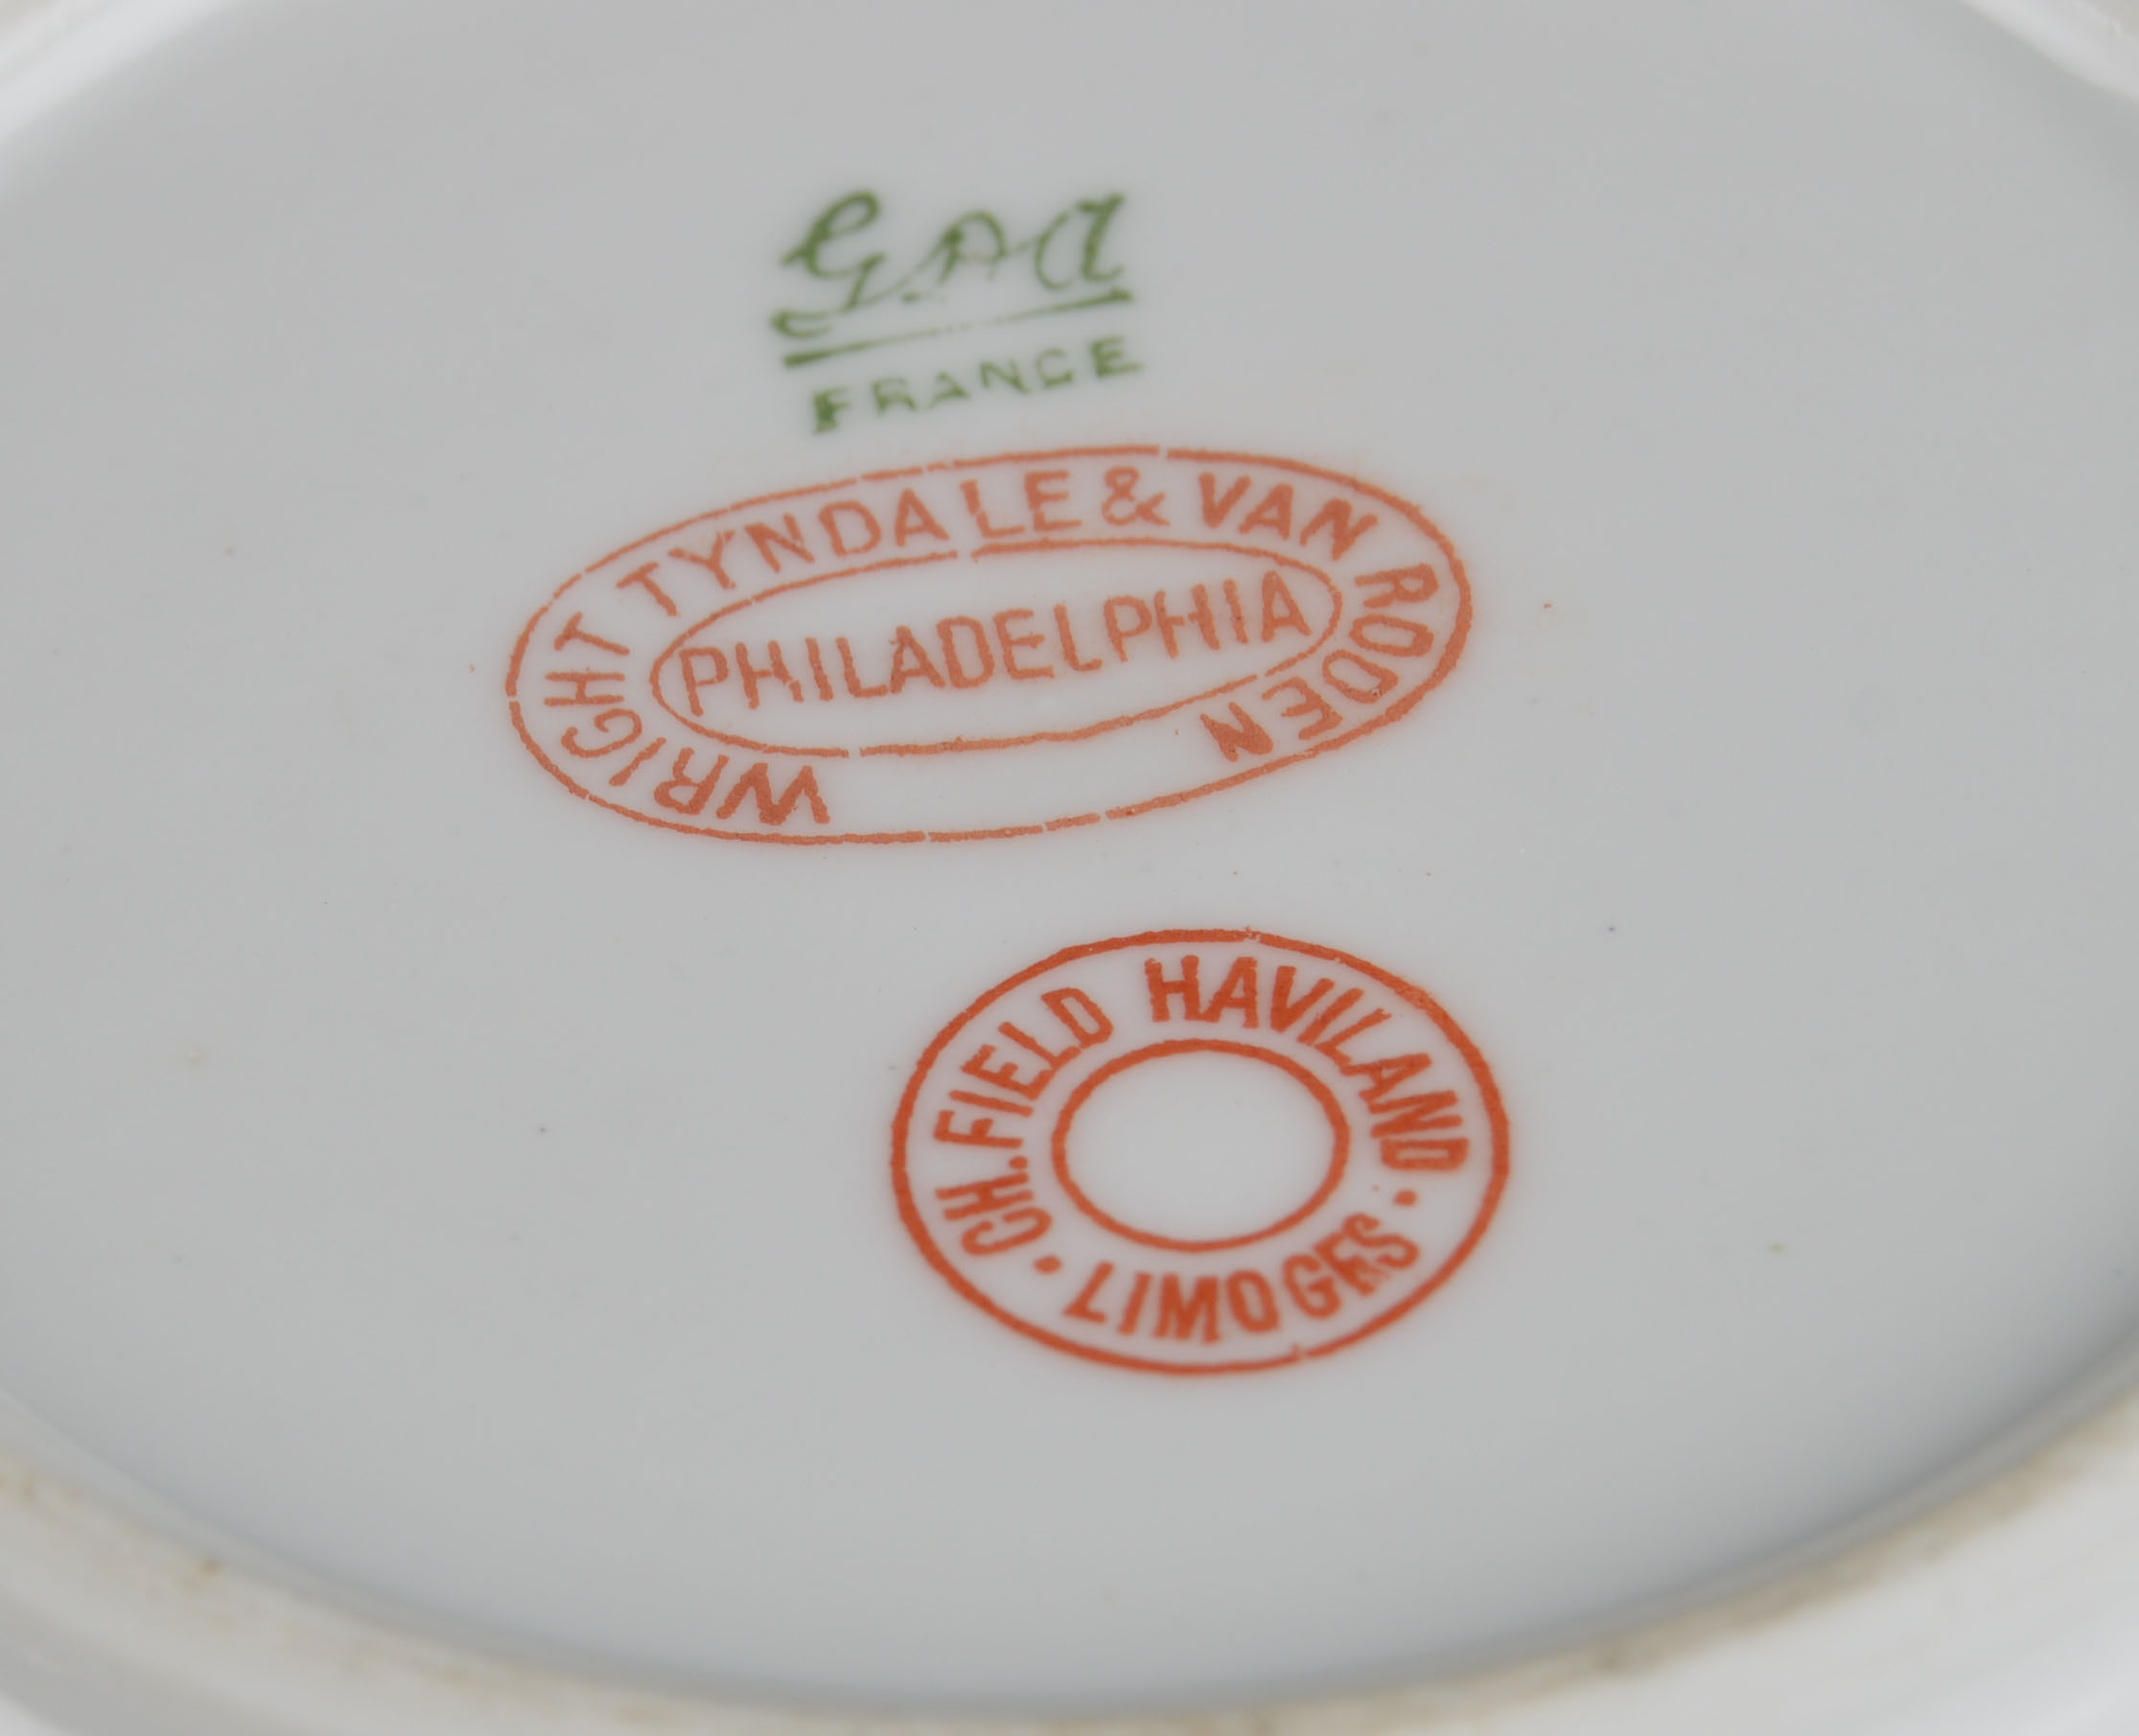 GDA
FRANCE
WRIGHT TYNDALE & VAN RODEN
PHILADELPHIA
CH. FIELD HAVILAND
· LIMOGES ·